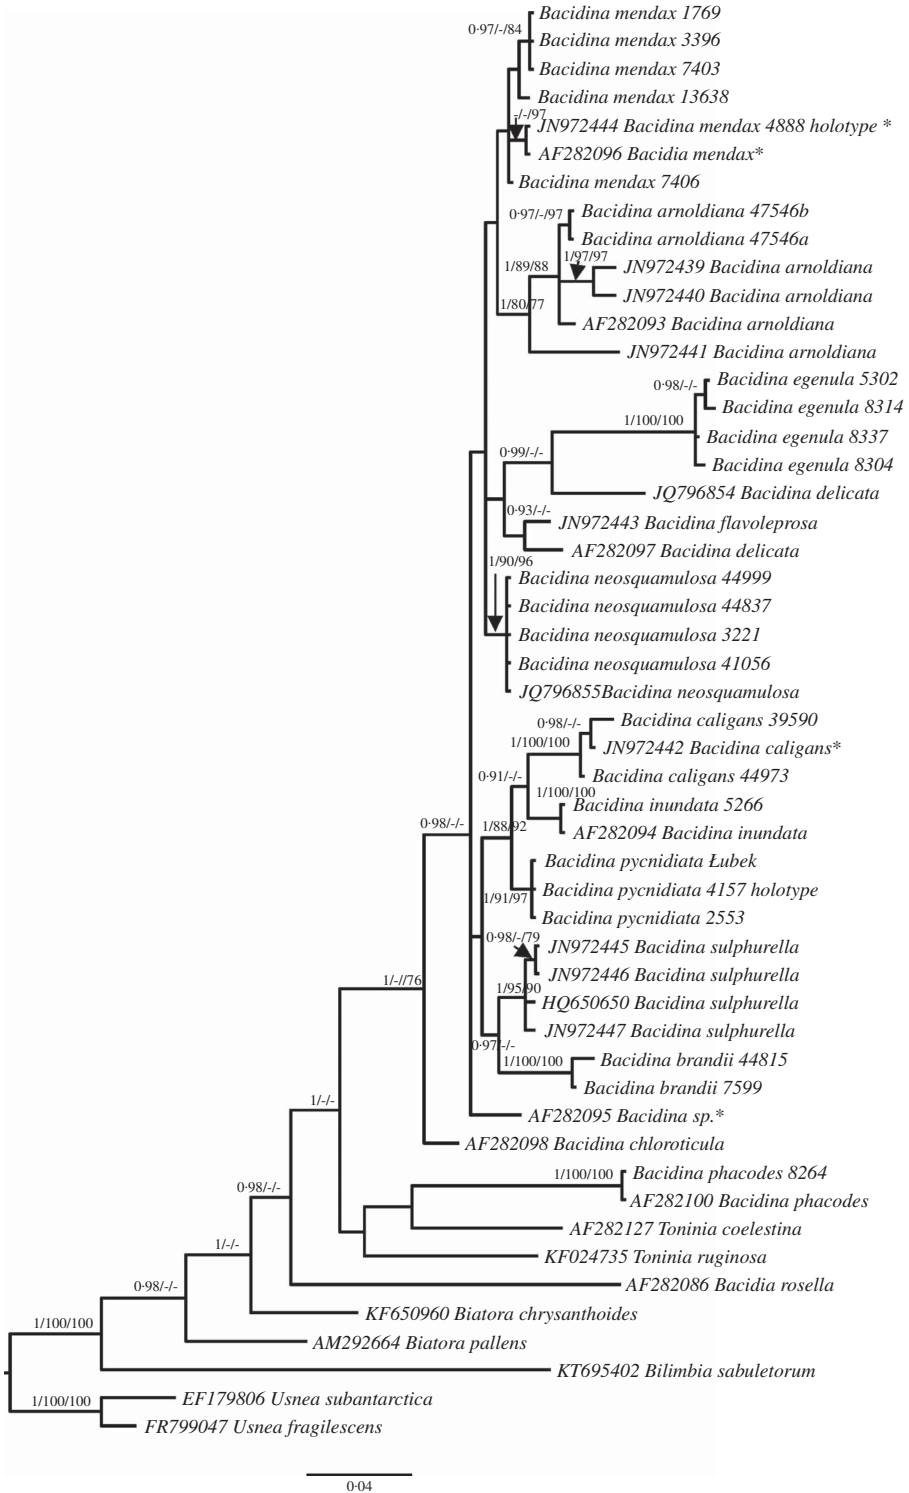 0·97/-/84
Bacidina mendax 1769
Bacidina mendax 3396
Bacidina mendax 7403
Bacidina mendax 13638
-/-/97
JN972444 Bacidina mendax 4888 holotype *
AF282096 Bacidia mendax*
Bacidina mendax 7406
0·97/-/97
Bacidina arnoldiana 47546b
Bacidina arnoldiana 47546a
1/89/88
1/97/97
JN972439 Bacidina arnoldiana
JN972440 Bacidina arnoldiana
1/80/77
AF282093 Bacidina arnoldiana
JN972441 Bacidina arnoldiana
0·98/-/-
Bacidina egenula 5302
Bacidina egenula 8314
1/100/100
Bacidina egenula 8337
0·99/-/-
Bacidina egenula 8304
JQ796854 Bacidina delicata
0·93/-/-
JN972443 Bacidina flavoleprosa
AF282097 Bacidina delicata
1/90/96
Bacidina neosquamulosa 44999
Bacidina neosquamulosa 44837
Bacidina neosquamulosa 3221
Bacidina neosquamulosa 41056
JQ796855Bacidina neosquamulosa
0·98/-/-
Bacidina caligans 39590
1/100/100
JN972442 Bacidina caligans*
0·91/-/-
Bacidina caligans 44973
1/100/100
Bacidina inundata 5266
0·98/-/-
1/88/92
AF282094 Bacidina inundata
Bacidina pycnidiata Łubek
1/91/97
Bacidina pycnidiata 4157 holotype
Bacidina pycnidiata 2553
0·98/-/79
JN972445 Bacidina sulphurella
1/-//76
JN972446 Bacidina sulphurella
1/95/90
HQ650650 Bacidina sulphurella
JN972447 Bacidina sulphurella
0·97/-/-
1/100/100
Bacidina brandii 44815
Bacidina brandii 7599
1/-/-
AF282095 Bacidina sp.*
AF282098 Bacidina chloroticula
1/100/100
Bacidina phacodes 8264
0·98/-/-
AF282100 Bacidina phacodes
AF282127 Toninia coelestina
1/-/-
KF024735 Toninia ruginosa
0·98/-/-
AF282086 Bacidia rosella
KF650960 Biatora chrysanthoides
1/100/100
AM292664 Biatora pallens
KT695402 Bilimbia sabuletorum
1/100/100
EF179806 Usnea subantarctica
FR799047 Usnea fragilescens
0·04